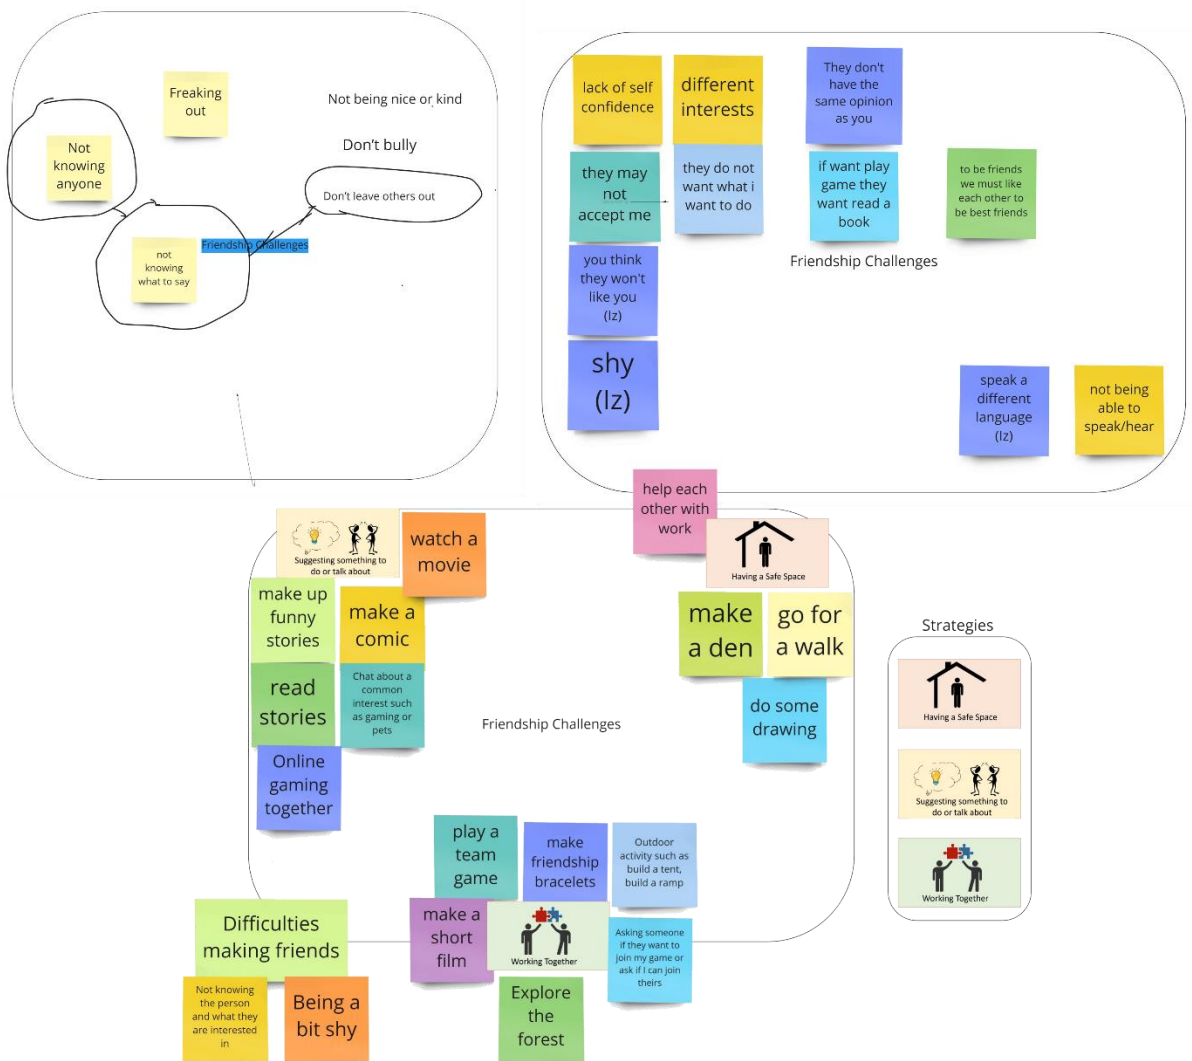 Freaking
out
Not being nice or kind
Not
knowing
anyone
Don't bully
Don't leave others out
Friendship Challenges
not
knowing
what to say
lack of self
confidence
different
interests
They don't
have the
same opinion
as you
they may
not
accept me
they do not
want what i
want to do
if want play
game they
want read a
book
to be friends
we must like
each other to
be best friends
you think
they won't
like you
(Iz)
Friendship Challenges
shy
(Iz)
speak a
different
language
(Iz)
not being
able to
speak/hear
help each
other with
work
Having a Safe Space
Suggesting something to
do or talk about
watch a
movie
make up
funny
stories
make a
comic
make
a den
go for
a walk
read
stories
Chat about a
common
interest such
as gaming or
pets
do some
drawing
Friendship Challenges
Online
gaming
together
play a
team
game
make
friendship
bracelets
Outdoor
activity such as
build a tent,
build a ramp
make a
short
film
Working Together
Asking someone
if they want to
join my game or
ask if I can join
theirs
Explore
the
forest
Difficulties
making friends
Not knowing
the person
and what they
are interested
in
Being a
bit shy
Strategies
Having a Safe Space
Suggesting something to
do or talk about
Working Together